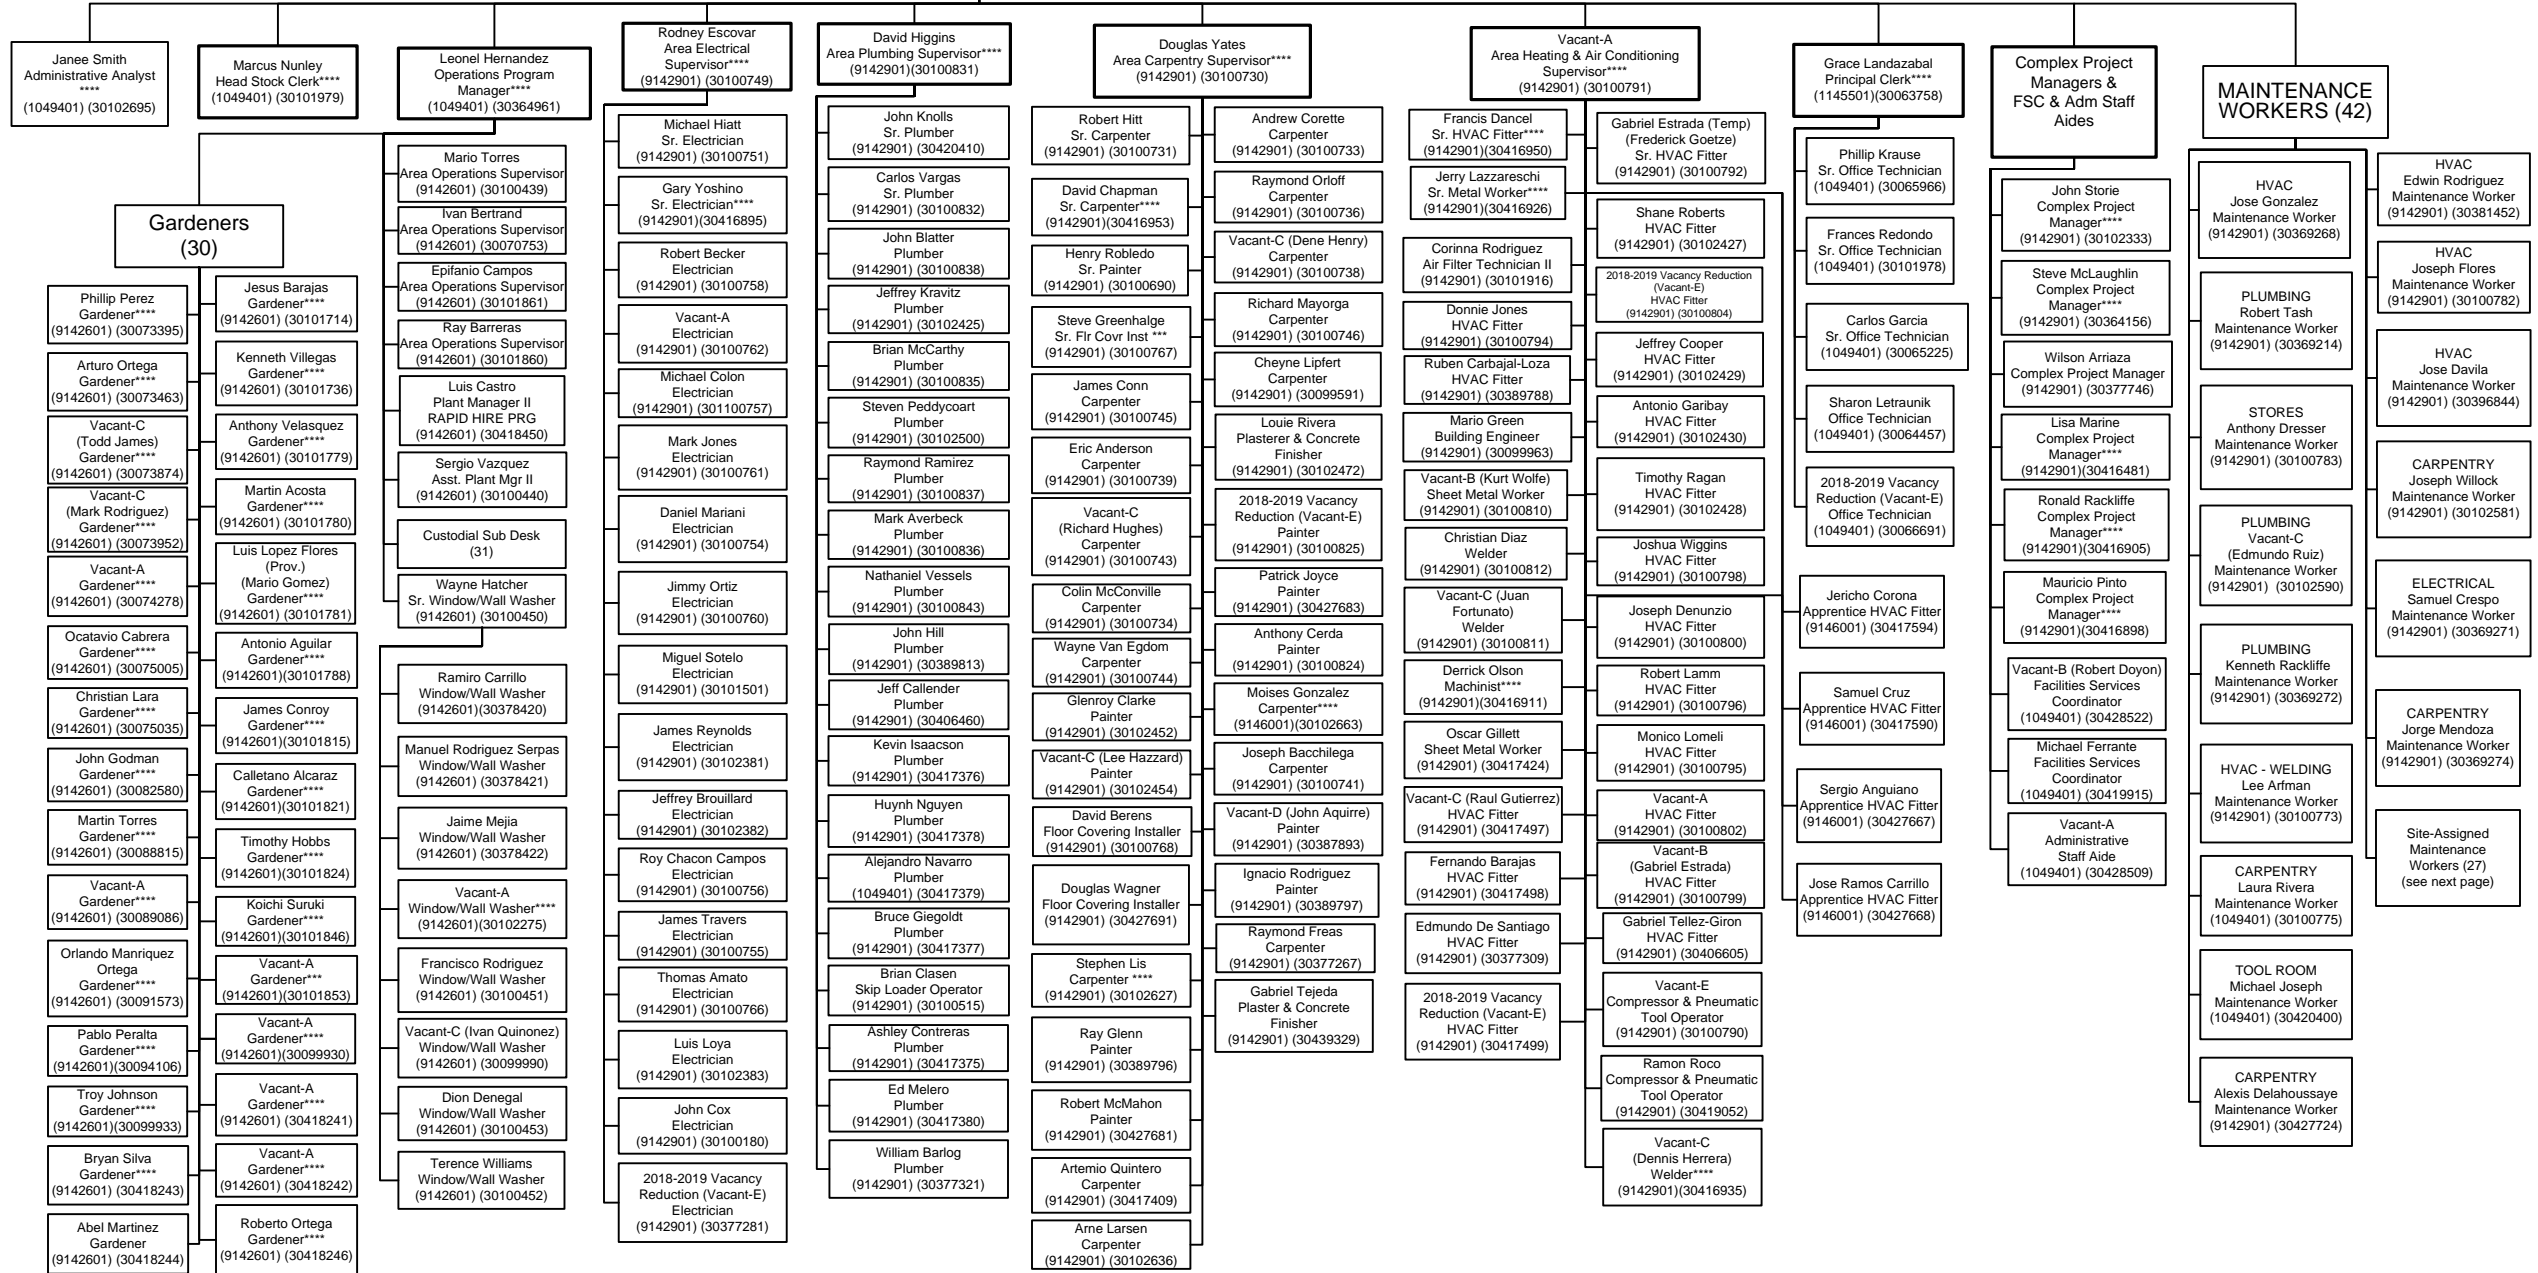 Janee Smith
Administrative Analyst
****
(1049401) (30102695)
Marcus Nunley
Head Stock Clerk****
(1049401) (30101979)
Leonel Hernandez
Operations Program
Manager****
(1049401) (30364961)
Rodney Escovar
Area Electrical
Supervisor****
(9142901) (30100749)
David Higgins
Area Plumbing Supervisor****
(9142901)(30100831)
Douglas Yates
Area Carpentry Supervisor****
(9142901) (30100730)
Vacant-A
Area Heating & Air Conditioning
Supervisor****
(9142901) (30100791)
Grace Landazabal
Principal Clerk****
(1145501)(30063758)
Complex Project
Managers &
FSC & Adm Staff
Aides
MAINTENANCE
WORKERS (42)
Gardeners
(30)
Phillip Perez
Gardener****
(9142601) (30073395)
Arturo Ortega
Gardener****
(9142601) (30073463)
Vacant-C
(Todd James)
Gardener****
(9142601) (30073874)
Vacant-C
(Mark Rodriguez)
Gardener****
(9142601) (30073952)
Vacant-A
Gardener****
(9142601) (30074278)
Ocatavio Cabrera
Gardener****
(9142601) (30075005)
Christian Lara
Gardener****
(9142601) (30075035)
John Godman
Gardener****
(9142601) (30082580)
Martin Torres
Gardener****
(9142601) (30088815)
Vacant-A
Gardener****
(9142601) (30089086)
Orlando Manriquez
Ortega
Gardener****
(9142601) (30091573)
Pablo Peralta
Gardener****
(9142601)(30094106)
Troy Johnson
Gardener****
(9142601)(30099933)
Bryan Silva
Gardener****
(9142601) (30418243)
Abel Martinez
Gardener
(9142601) (30418244)
Jesus Barajas
Gardener****
(9142601) (30101714)
Kenneth Villegas
Gardener****
(9142601) (30101736)
Anthony Velasquez
Gardener****
(9142601) (30101779)
Martin Acosta
Gardener****
(9142601) (30101780)
Luis Lopez Flores
(Prov.)
(Mario Gomez)
Gardener****
(9142601) (30101781)
Antonio Aguilar
Gardener****
(9142601)(30101788)
James Conroy
Gardener****
(9142601)(30101815)
Calletano Alcaraz
Gardener****
(9142601)(30101821)
Timothy Hobbs
Gardener****
(9142601)(30101824)
Koichi Suruki
Gardener****
(9142601)(30101846)
Vacant-A
Gardener***
(9142601)(30101853)
Vacant-A
Gardener****
(9142601)(30099930)
Vacant-A
Gardener****
(9142601) (30418241)
Vacant-A
Gardener****
(9142601) (30418242)
Roberto Ortega
Gardener****
(9142601) (30418246)
Mario Torres
Area Operations Supervisor
(9142601) (30100439)
Ivan Bertrand
Area Operations Supervisor
(9142601) (30070753)
Epifanio Campos
Area Operations Supervisor
(9142601) (30101861)
Ray Barreras
Area Operations Supervisor
(9142601) (30101860)
Luis Castro
Plant Manager II
RAPID HIRE PRG
(9142601) (30418450)
Sergio Vazquez
Asst. Plant Mgr II
(9142601) (30100440)
Custodial Sub Desk
(31)
Wayne Hatcher
Sr. Window/Wall Washer
(9142601) (30100450)
Ramiro Carrillo
Window/Wall Washer
(9142601)(30378420)
Manuel Rodriguez Serpas
Window/Wall Washer
(9142601) (30378421)
Jaime Mejia
Window/Wall Washer
(9142601) (30378422)
Vacant-A
Window/Wall Washer****
(9142601)(30102275)
Francisco Rodriguez
Window/Wall Washer
(9142601) (30100451)
Vacant-C (Ivan Quinonez)
Window/Wall Washer
(9142601) (30099990)
Dion Denegal
Window/Wall Washer
(9142601) (30100453)
Terence Williams
Window/Wall Washer
(9142601) (30100452)
Michael Hiatt
Sr. Electrician
(9142901) (30100751)
Gary Yoshino
Sr. Electrician****
(9142901)(30416895)
Robert Becker
Electrician
(9142901) (30100758)
Vacant-A
Electrician
(9142901) (30100762)
Michael Colon
Electrician
(9142901) (301100757)
Mark Jones
Electrician
(9142901) (30100761)
Daniel Mariani
Electrician
(9142901) (30100754)
Jimmy Ortiz
Electrician
(9142901) (30100760)
Miguel Sotelo
Electrician
(9142901) (30101501)
James Reynolds
Electrician
(9142901) (30102381)
Jeffrey Brouillard
Electrician
(9142901) (30102382)
Roy Chacon Campos
Electrician
(9142901) (30100756)
James Travers
Electrician
(9142901) (30100755)
Thomas Amato
Electrician
(9142901) (30100766)
Luis Loya
Electrician
(9142901) (30102383)
John Cox
Electrician
(9142901) (30100180)
2018-2019 Vacancy
Reduction (Vacant-E)
Electrician
(9142901) (30377281)
John Knolls
Sr. Plumber
(9142901) (30420410)
Carlos Vargas
Sr. Plumber
(9142901) (30100832)
John Blatter
Plumber
(9142901) (30100838)
Jeffrey Kravitz
Plumber
(9142901) (30102425)
Brian McCarthy
Plumber
(9142901) (30100835)
Steven Peddycoart
Plumber
(9142901) (30102500)
Raymond Ramirez
Plumber
(9142901) (30100837)
Mark Averbeck
Plumber
(9142901) (30100836)
Nathaniel Vessels
Plumber
(9142901) (30100843)
John Hill
Plumber
(9142901) (30389813)
Jeff Callender
Plumber
(9142901) (30406460)
Kevin Isaacson
Plumber
(9142901) (30417376)
Huynh Nguyen
Plumber
(9142901) (30417378)
Alejandro Navarro
Plumber
(1049401) (30417379)
Bruce Giegoldt
Plumber
(9142901) (30417377)
Brian Clasen
Skip Loader Operator
(9142901) (30100515)
Ashley Contreras
Plumber
(9142901) (30417375)
Ed Melero
Plumber
(9142901) (30417380)
William Barlog
Plumber
(9142901) (30377321)
Robert Hitt
Sr. Carpenter
(9142901) (30100731)
David Chapman
Sr. Carpenter****
(9142901)(30416953)
Henry Robledo
Sr. Painter
(9142901) (30100690)
Steve Greenhalge
Sr. Flr Covr Inst ***
(9142901) (30100767)
James Conn
Carpenter
(9142901) (30100745)
Eric Anderson
Carpenter
(9142901) (30100739)
Vacant-C
(Richard Hughes)
Carpenter
(9142901) (30100743)
Colin McConville
Carpenter
(9142901) (30100734)
Wayne Van Egdom
Carpenter
(9142901) (30100744)
Glenroy Clarke
Painter
(9142901) (30102452)
Vacant-C (Lee Hazzard)
Painter
(9142901) (30102454)
David Berens
Floor Covering Installer
(9142901) (30100768)
Douglas Wagner
Floor Covering Installer
(9142901) (30427691)
Stephen Lis
Carpenter ****
(9142901) (30102627)
Ray Glenn
Painter
(9142901) (30389796)
Robert McMahon
Painter
(9142901) (30427681)
Artemio Quintero
Carpenter
(9142901) (30417409)
Arne Larsen
Carpenter
(9142901) (30102636)
Andrew Corette
Carpenter
(9142901) (30100733)
Raymond Orloff
Carpenter
(9142901) (30100736)
Vacant-C (Dene Henry)
Carpenter
(9142901) (30100738)
Richard Mayorga
Carpenter
(9142901) (30100746)
Cheyne Lipfert
Carpenter
(9142901) (30099591)
Louie Rivera
Plasterer & Concrete
Finisher
(9142901) (30102472)
2018-2019 Vacancy
Reduction (Vacant-E)
Painter
(9142901) (30100825)
Patrick Joyce
Painter
(9142901) (30427683)
Anthony Cerda
Painter
(9142901) (30100824)
Moises Gonzalez
Carpenter****
(9146001)(30102663)
Joseph Bacchilega
Carpenter
(9142901) (30100741)
Vacant-D (John Aquirre)
Painter
(9142901) (30387893)
Ignacio Rodriguez
Painter
(9142901) (30389797)
Raymond Freas
Carpenter
(9142901) (30377267)
Gabriel Tejeda
Plaster & Concrete
Finisher
(9142901) (30439329)
Francis Dancel
Sr. HVAC Fitter****
(9142901)(30416950)
Jerry Lazzareschi
Sr. Metal Worker****
(9142901)(30416926)
Corinna Rodriguez
Air Filter Technician II
(9142901) (30101916)
Donnie Jones
HVAC Fitter
(9142901) (30100794)
Ruben Carbajal-Loza
HVAC Fitter
(9142901) (30389788)
Mario Green
Building Engineer
(9142901) (30099963)
Vacant-B (Kurt Wolfe)
Sheet Metal Worker
(9142901) (30100810)
Christian Diaz
Welder
(9142901) (30100812)
Vacant-C (Juan
Fortunato)
Welder
(9142901) (30100811)
Derrick Olson
Machinist****
(9142901)(30416911)
Oscar Gillett
Sheet Metal Worker
(9142901) (30417424)
Vacant-C (Raul Gutierrez)
HVAC Fitter
(9142901) (30417497)
Fernando Barajas
HVAC Fitter
(9142901) (30417498)
Edmundo De Santiago
HVAC Fitter
(9142901) (30377309)
2018-2019 Vacancy
Reduction (Vacant-E)
HVAC Fitter
(9142901) (30417499)
Gabriel Estrada (Temp)
(Frederick Goetze)
Sr. HVAC Fitter
(9142901) (30100792)
Shane Roberts
HVAC Fitter
(9142901) (30102427)
2018-2019 Vacancy Reduction
(Vacant-E)
HVAC Fitter
(9142901) (30100804)
Jeffrey Cooper
HVAC Fitter
(9142901) (30102429)
Antonio Garibay
HVAC Fitter
(9142901) (30102430)
Timothy Ragan
HVAC Fitter
(9142901) (30102428)
Joshua Wiggins
HVAC Fitter
(9142901) (30100798)
Joseph Denunzio
HVAC Fitter
(9142901) (30100800)
Robert Lamm
HVAC Fitter
(9142901) (30100796)
Monico Lomeli
HVAC Fitter
(9142901) (30100795)
Vacant-A
HVAC Fitter
(9142901) (30100802)
Vacant-B
(Gabriel Estrada)
HVAC Fitter
(9142901) (30100799)
Gabriel Tellez-Giron
HVAC Fitter
(9142901) (30406605)
Vacant-E
Compressor & Pneumatic
Tool Operator
(9142901) (30100790)
Ramon Roco
Compressor & Pneumatic
Tool Operator
(9142901) (30419052)
Vacant-C
(Dennis Herrera)
Welder****
(9142901)(30416935)
Phillip Krause
Sr. Office Technician
(1049401) (30065966)
Frances Redondo
Sr. Office Technician
(1049401) (30101978)
Carlos Garcia
Sr. Office Technician
(1049401) (30065225)
Sharon Letraunik
Office Technician
(1049401) (30064457)
2018-2019 Vacancy
Reduction (Vacant-E)
Office Technician
(1049401) (30066691)
Jericho Corona
Apprentice HVAC Fitter
(9146001) (30417594)
Samuel Cruz
Apprentice HVAC Fitter
(9146001) (30417590)
Sergio Anguiano
Apprentice HVAC Fitter
(9146001) (30427667)
Jose Ramos Carrillo
Apprentice HVAC Fitter
(9146001) (30427668)
John Storie
Complex Project
Manager****
(9142901) (30102333)
Steve McLaughlin
Complex Project
Manager****
(9142901) (30364156)
Wilson Arriaza
Complex Project Manager
(9142901) (30377746)
Lisa Marine
Complex Project
Manager****
(9142901)(30416481)
Ronald Rackliffe
Complex Project
Manager****
(9142901)(30416905)
Mauricio Pinto
Complex Project
Manager****
(9142901)(30416898)
Vacant-B (Robert Doyon)
Facilities Services
Coordinator
(1049401) (30428522)
Michael Ferrante
Facilities Services
Coordinator
(1049401) (30419915)
Vacant-A
Administrative
Staff Aide
(1049401) (30428509)
HVAC
Jose Gonzalez
Maintenance Worker
(9142901) (30369268)
PLUMBING
Robert Tash
Maintenance Worker
(9142901) (30369214)
STORES
Anthony Dresser
Maintenance Worker
(9142901) (30100783)
PLUMBING
Vacant-C
(Edmundo Ruiz)
Maintenance Worker
(9142901) (30102590)
PLUMBING
Kenneth Rackliffe
Maintenance Worker
(9142901) (30369272)
HVAC - WELDING
Lee Arfman
Maintenance Worker
(9142901) (30100773)
CARPENTRY
Laura Rivera
Maintenance Worker
(1049401) (30100775)
TOOL ROOM
Michael Joseph
Maintenance Worker
(1049401) (30420400)
CARPENTRY
Alexis Delahoussaye
Maintenance Worker
(9142901) (30427724)
HVAC
Edwin Rodriguez
Maintenance Worker
(9142901) (30381452)
HVAC
Joseph Flores
Maintenance Worker
(9142901) (30100782)
HVAC
Jose Davila
Maintenance Worker
(9142901) (30396844)
CARPENTRY
Joseph Willock
Maintenance Worker
(9142901) (30102581)
ELECTRICAL
Samuel Crespo
Maintenance Worker
(9142901) (30369271)
CARPENTRY
Jorge Mendoza
Maintenance Worker
(9142901) (30369274)
Site-Assigned
Maintenance
Workers (27)
(see next page)